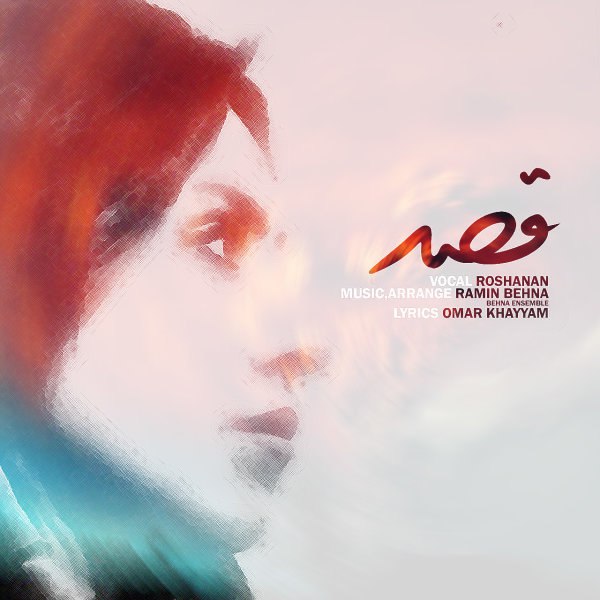 قصه
VOCAL ROSHANAN
MUSIC,ARRANGE RAMIN BEHNA
BEHNA ENSEMBLE
LYRICS OMAR KHAYYAM